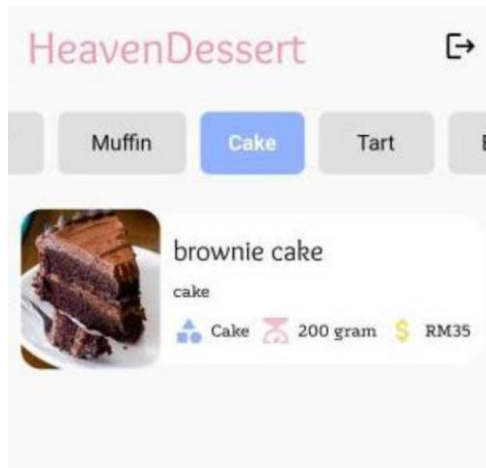 HeavenDessert
Muffin Cake Tart
brownie cake
cake
Cake 200 gram $ RM35